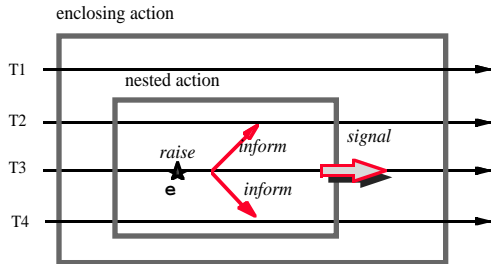 enclosing action
T1
nested action
T2
signal
raise
inform
T3
e
inform
T4